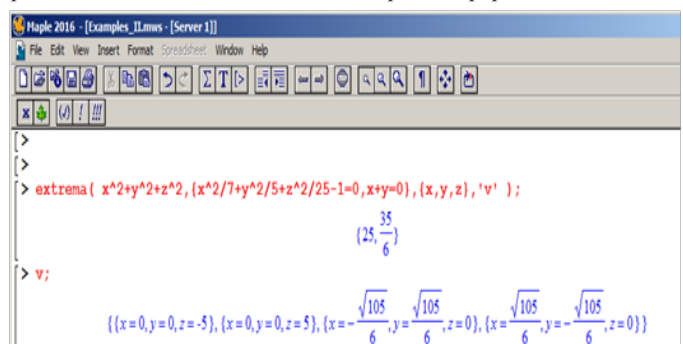 Maple 2016 - [Examples_II.mws - [Server 1]]
File Edit View Insert Format Spreadsheet Window Help
[>
[>
[> extrema( x^2+y^2+z^2,{x^2/7+y^2/5+z^2/25-1=0,x+y=0},{x,y,z},'v' );
{25, 35/6}
[> v;
{{x=0, y=0, z=-5}, {x=0, y=0, z=5}, {x=-√105/6, y=√105/6, z=0}, {x=√105/6, y=-√105/6, z=0}}